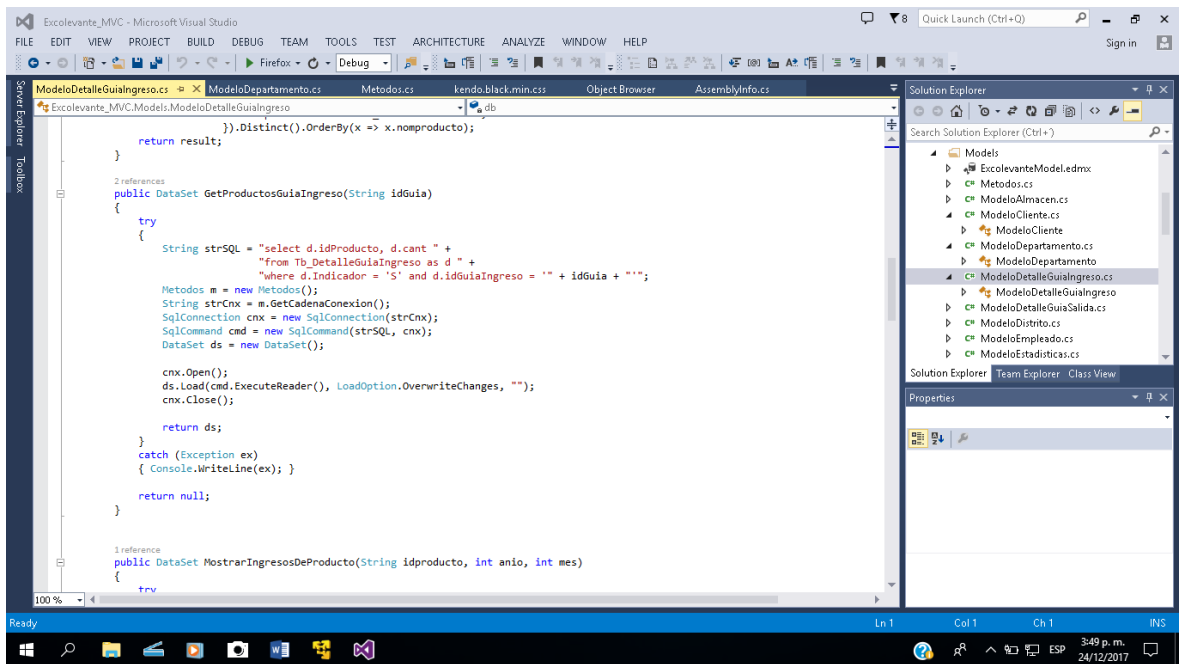 Excolevante_MVC - Microsoft Visual Studio
8
Quick Launch (Ctrl+Q)
FILE EDIT VIEW PROJECT BUILD DEBUG TEAM TOOLS TEST ARCHITECTURE ANALYZE WINDOW HELP
Sign in
Firefox
Debug
Server Explorer
Toolbox
ModeloDetalleGuiaIngreso.cs
ModeloDepartamento.cs
Metodos.cs
kendo.black.min.css
Object Browser
AssemblyInfo.cs
Excolevante_MVC.Models.ModeloDetalleGuiaIngreso
db
}).Distinct().OrderBy(x => x.nomproducto);
return result;
}
2 references
public DataSet GetProductosGuiaIngreso(String idGuia)
{
try
{
String strSQL = "select d.idProducto, d.cant " +
"from Tb_DetalleGuiaIngreso as d " +
"where d.Indicador = 'S' and d.idGuiaIngreso = '" + idGuia + "'";
Metodos m = new Metodos();
String strCnx = m.GetCadenaConexion();
SqlConnection cnx = new SqlConnection(strCnx);
SqlCommand cmd = new SqlCommand(strSQL, cnx);
DataSet ds = new DataSet();
cnx.Open();
ds.Load(cmd.ExecuteReader(), LoadOption.OverwriteChanges, "");
cnx.Close();
return ds;
}
catch (Exception ex)
{ Console.WriteLine(ex); }
return null;
}
1 reference
public DataSet MostrarIngresosDeProducto(String idproducto, int anio, int mes)
{
try
100 %
Solution Explorer
Search Solution Explorer (Ctrl+´)
Models
ExcolevanteModel.edmx
C# Metodos.cs
C# ModeloAlmacen.cs
C# ModeloCliente.cs
ModeloCliente
C# ModeloDepartamento.cs
ModeloDepartamento
C# ModeloDetalleGuiaIngreso.cs
ModeloDetalleGuiaIngreso
C# ModeloDetalleGuiaSalida.cs
C# ModeloDistrito.cs
C# ModeloEmpleado.cs
C# ModeloEstadisticas.cs
Solution Explorer Team Explorer Class View
Properties
Ready
Ln 1
Col 1
Ch 1
INS
ESP
3:49 p. m.
24/12/2017